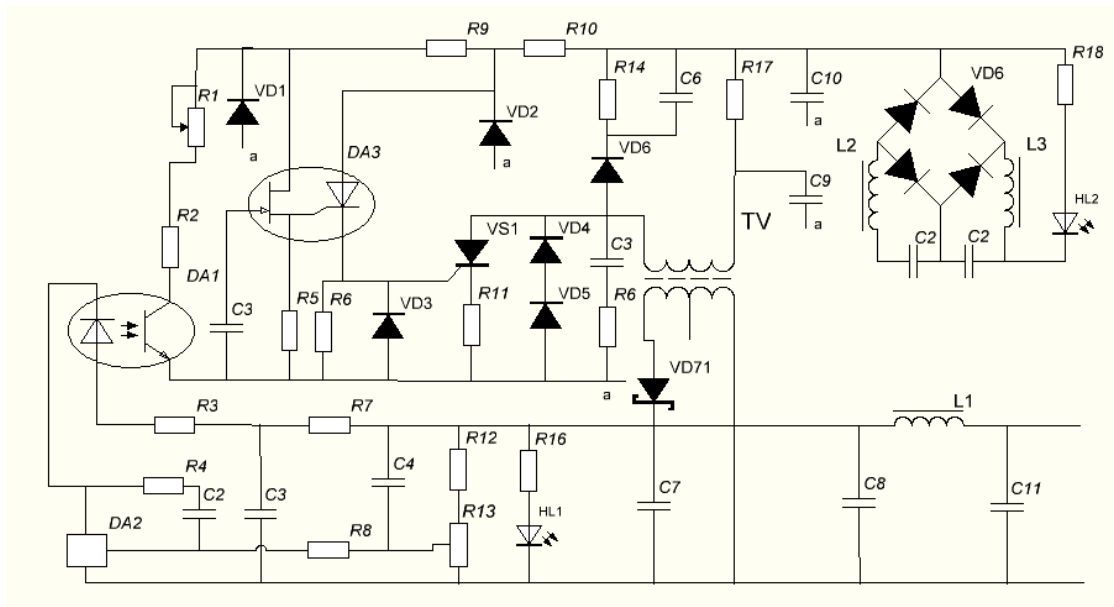 R9
R10
R18
R1
VD1
R14
C6
R17
C10
VD6
a
VD2
a
a
DA3
VD6
L2
L3
C9
R2
VS1
VD4
TV
a
HL2
C2
C2
DA1
C3
C3
R5
R6
VD3
R11
VD5
R6
a
VD71
R3
R7
L1
R12
R16
R4
C2
C3
C4
C7
C8
C11
DA2
R8
R13
HL1